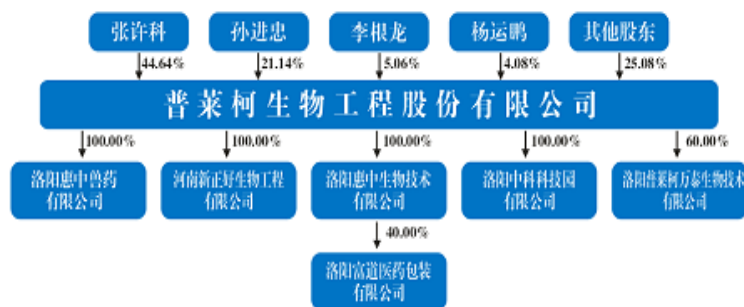 张许科 孙进忠 李根龙 杨运鹏 其他股东
44.64% 21.14% 5.06% 4.08% 25.08%
普莱柯生物工程股份有限公司
100.00% 100.00% 100.00% 100.00% 60.00%
洛阳惠中兽药 河南新正好生物工程 洛阳惠中生物技术 洛阳中科科技园 洛阳普莱柯万泰生物技术
有限公司 有限公司 有限公司 有限公司 有限公司
40.00%
洛阳富道医药包装
有限公司